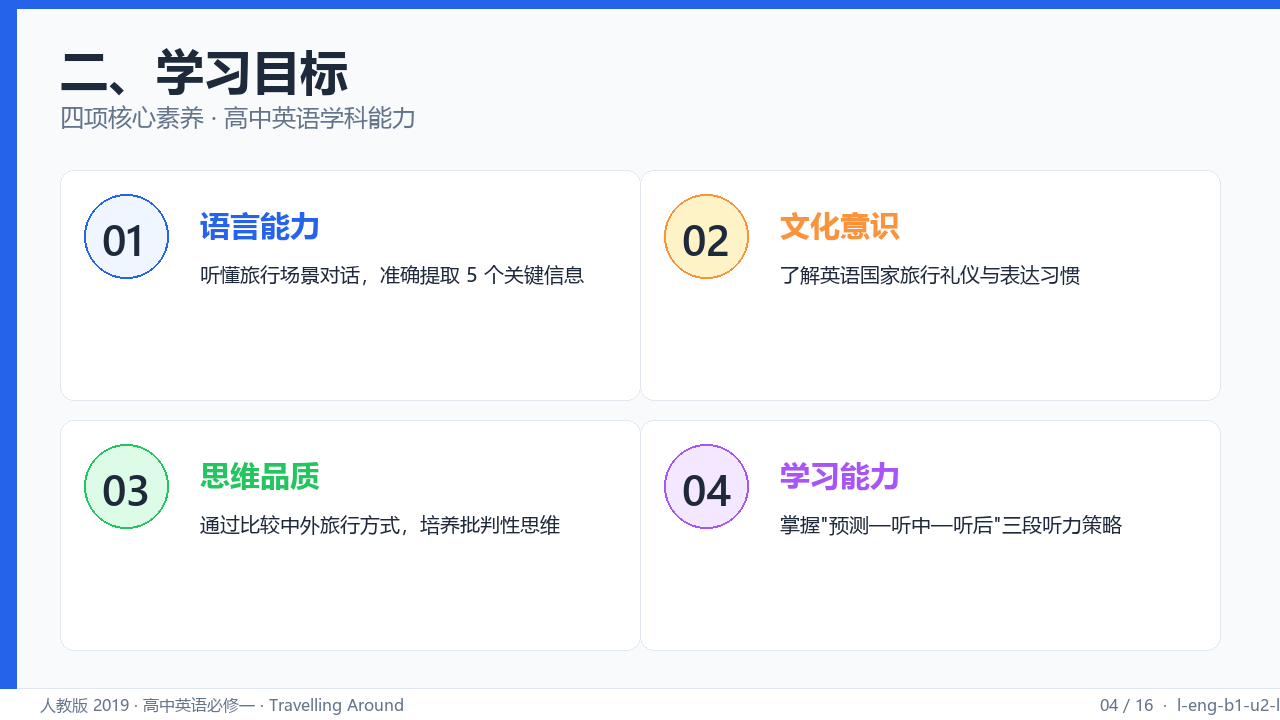 二、学习目标
四项核心素养 · 高中英语学科能力
01
语言能力
听懂旅行场景对话，准确提取 5 个关键信息
02
文化意识
了解英语国家旅行礼仪与表达习惯
03
思维品质
通过比较中外旅行方式，培养批判性思维
04
学习能力
掌握"预测—听中—听后"三段听力策略
人教版 2019 · 高中英语必修一 · Travelling Around
04 / 16 · l-eng-b1-u2-l